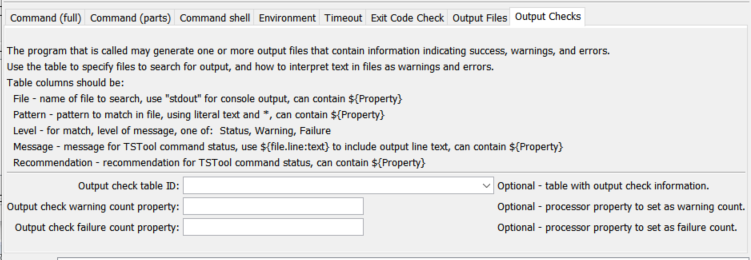 Command (full) Command (parts) Command shell Environment Timeout Exit Code Check Output Files Output Checks
The program that is called may generate one or more output files that contain information indicating success, warnings, and errors.
Use the table to specify files to search for output, and how to interpret text in files as warnings and errors.
Table columns should be:
File - name of file to search, use "stdout" for console output, can contain ${Property}
Pattern - pattern to match in file, using literal text and *, can contain ${Property}
Level - for match, level of message, one of: Status, Warning, Failure
Message - message for TSTool command status, use ${file.line:text} to include output line text, can contain ${Property}
Recommendation - recommendation for TSTool command status, can contain ${Property}
Output check table ID: Optional - table with output check information.
Output check warning count property: Optional - processor property to set as warning count.
Output check failure count property: Optional - processor property to set as failure count.